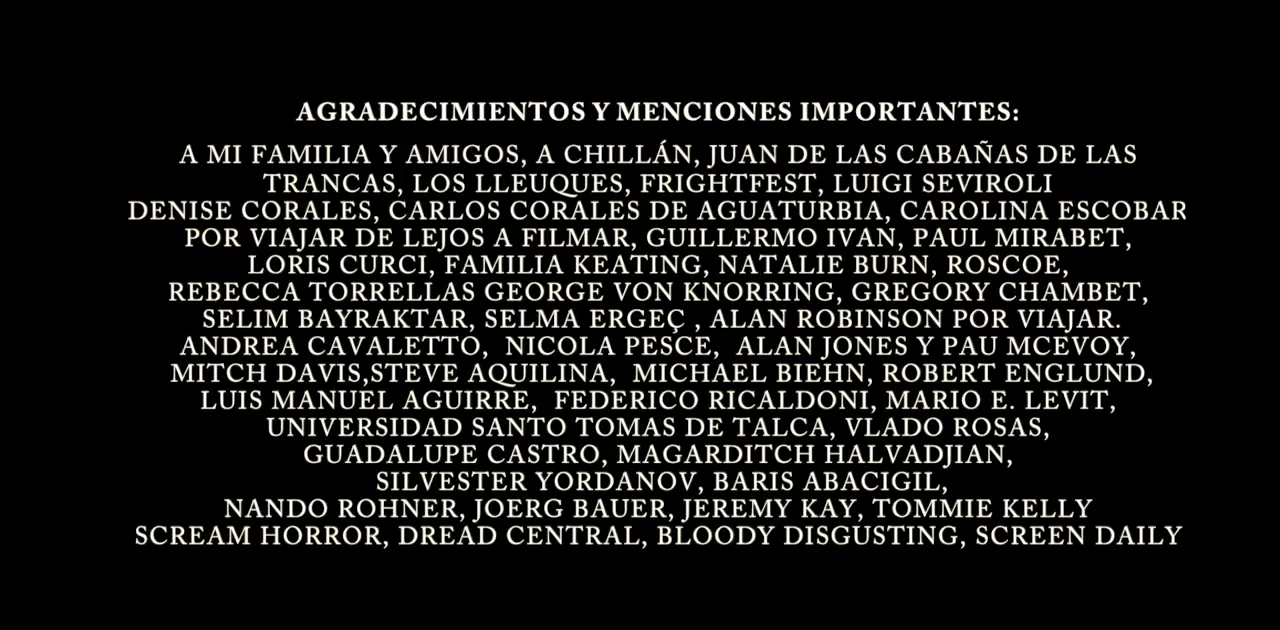 AGRADECIMIENTOS Y MENCIONES IMPORTANTES:
A MI FAMILIA Y AMIGOS, A CHILLÁN, JUAN DE LAS CABAÑAS DE LAS
TRANCAS, LOS LLEUQUES, FRIGHTFEST, LUIGI SEVIROLI
DENISE CORALES, CARLOS CORALES DE AGUATURBIA, CAROLINA ESCOBAR
POR VIAJAR DE LEJOS A FILMAR, GUILLERMO IVAN, PAUL MIRABET,
LORIS CURCI, FAMILIA KEATING, NATALIE BURN, ROSCOE,
REBECCA TORRELLAS GEORGE VON KNORRING, GREGORY CHAMBET,
SELIM BAYRAKTAR, SELMA ERGEÇ , ALAN ROBINSON POR VIAJAR.
ANDREA CAVALETTO,  NICOLA PESCE,  ALAN JONES Y PAU MCEVOY,
MITCH DAVIS,STEVE AQUILINA,  MICHAEL BIEHN, ROBERT ENGLUND,
LUIS MANUEL AGUIRRE,  FEDERICO RICALDONI, MARIO E. LEVIT,
UNIVERSIDAD SANTO TOMAS DE TALCA, VLADO ROSAS,
GUADALUPE CASTRO, MAGARDITCH HALVADJIAN,
SILVESTER YORDANOV, BARIS ABACIGIL,
NANDO ROHNER, JOERG BAUER, JEREMY KAY, TOMMIE KELLY
SCREAM HORROR, DREAD CENTRAL, BLOODY DISGUSTING, SCREEN DAILY